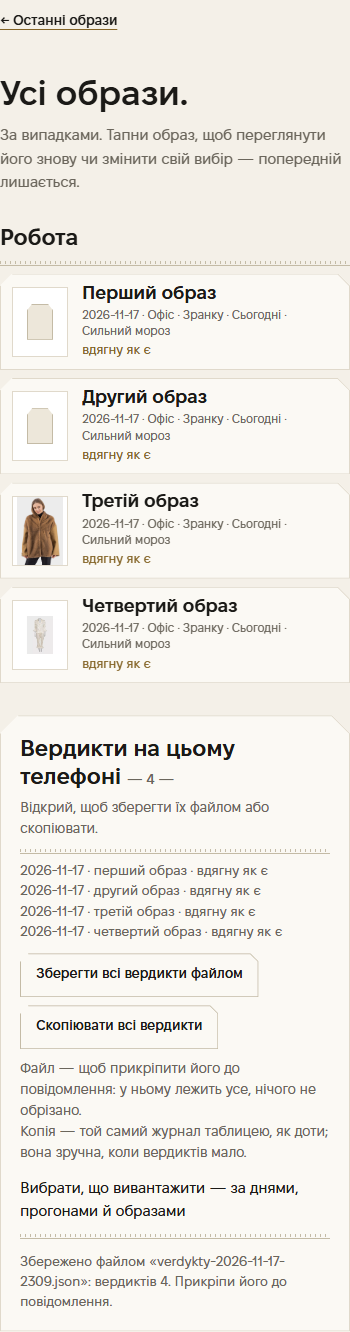 ← Останні образи
Усі образи.
За випадками. Тапни образ, щоб переглянути
його знову чи змінити свій вибір — попередній
лишається.
Робота
Перший образ
2026-11-17 · Офіс · Зранку · Сьогодні ·
Сильний мороз
вдягну як є
Другий образ
2026-11-17 · Офіс · Зранку · Сьогодні ·
Сильний мороз
вдягну як є
Третій образ
2026-11-17 · Офіс · Зранку · Сьогодні ·
Сильний мороз
вдягну як є
Четвертий образ
2026-11-17 · Офіс · Зранку · Сьогодні ·
Сильний мороз
вдягну як є
Вердикти на цьому
телефоні — 4 —
Відкрий, щоб зберегти їх файлом або
скопіювати.
2026-11-17 · перший образ · вдягну як є
2026-11-17 · другий образ · вдягну як є
2026-11-17 · третій образ · вдягну як є
2026-11-17 · четвертий образ · вдягну як є
Зберегти всі вердикти файлом
Скопіювати всі вердикти
Файл — щоб прикріпити його до
повідомлення: у ньому лежить усе, нічого не
обрізано.
Копія — той самий журнал таблицею, як доти;
вона зручна, коли вердиктів мало.
Вибрати, що вивантажити — за днями,
прогонами й образами
Збережено файлом «verdykty-2026-11-17-
2309.json»: вердиктів 4. Прикріпи його до
повідомлення.